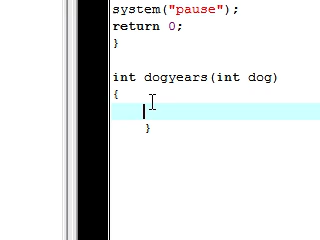 system("pause");
return 0;
}
int dogyears(int dog)
{
}